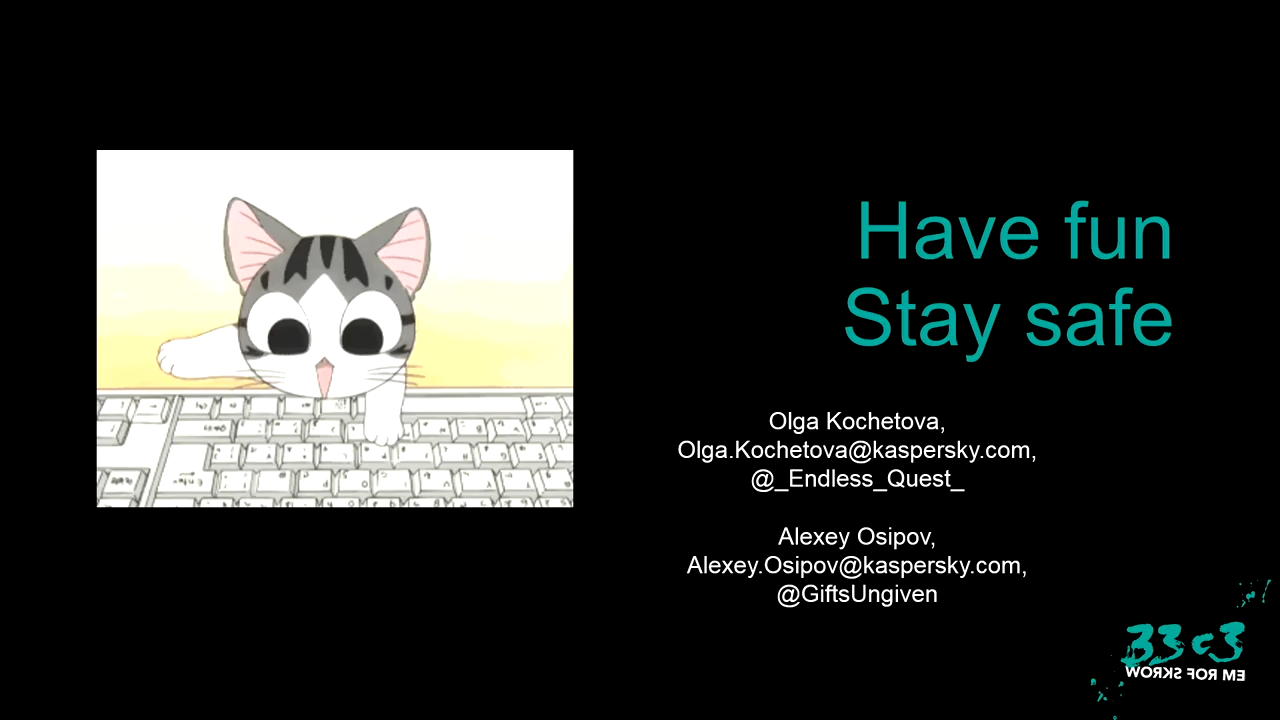 Have fun
Stay safe
Olga Kochetova,
Olga.Kochetova@kaspersky.com,
@_Endless_Quest_
Alexey Osipov,
Alexey.Osipov@kaspersky.com,
@GiftsUngiven
Enter
33c3
WORKS FOR ME